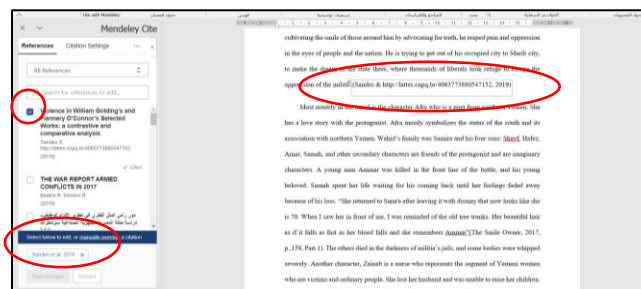 Cite with Mendeley
Mendeley Cite
References
Citation Settings
All References
Search for references to add...
Violence in William Golding's and
Flannery O'Connor's Selected
Works: a contrastive and
comparative analysis
Sandes S.
http://lattes.cnpq.br/4063773880547152
(2019)
Cited
THE WAR REPORT ARMED
CONFLICTS IN 2017
(2018)
Select below to edit, or manually override citation
Sandes et al. 2019
Save changes
Discard
cultivating the smile of those around him by advocating for truth, he reaped pain and oppression
in the eyes of people and the nation. He is trying to get out of his occupied city to Marib city,
to make the of the state there, where thousands of liberals took refuge to the
oppression of the (Sandes & http://lattes.cnpq.br/4063773880547152, 2019)
Most notably in the novel is the character Afra who is a poet from Yemen. She
has a love story with the protagonist. Afra mostly symbolizes the status of the south and its
association with northern Yemen. Wahid's family was Samira and his four sons: Shayf, Hafez,
Amar, Samah, and other secondary characters are friends of the protagonist and are imaginary
characters. A young man Ammar was killed in the front line of the battle, and his young
beloved, Samah spent her life waiting for his coming back until her feelings faded away
because of his loss. "She returned to Sana'a after leaving it with dismay that now looks like she
is 70. When I saw her in front of me, I was reminded of the old tree trunks. Her beautiful hair
as if it falls as fast as her blood falls and she remembers Ammar"(The Smile Owner, 2017,
p.,158, Part 1). The others died in the darkness of militia's jails, and some bodies were whipped
severely. Another character, Zainab is a nurse who represents the segment of Yemeni women
who are victims and ordinary people. She lost her husband and was unable to raise her children.